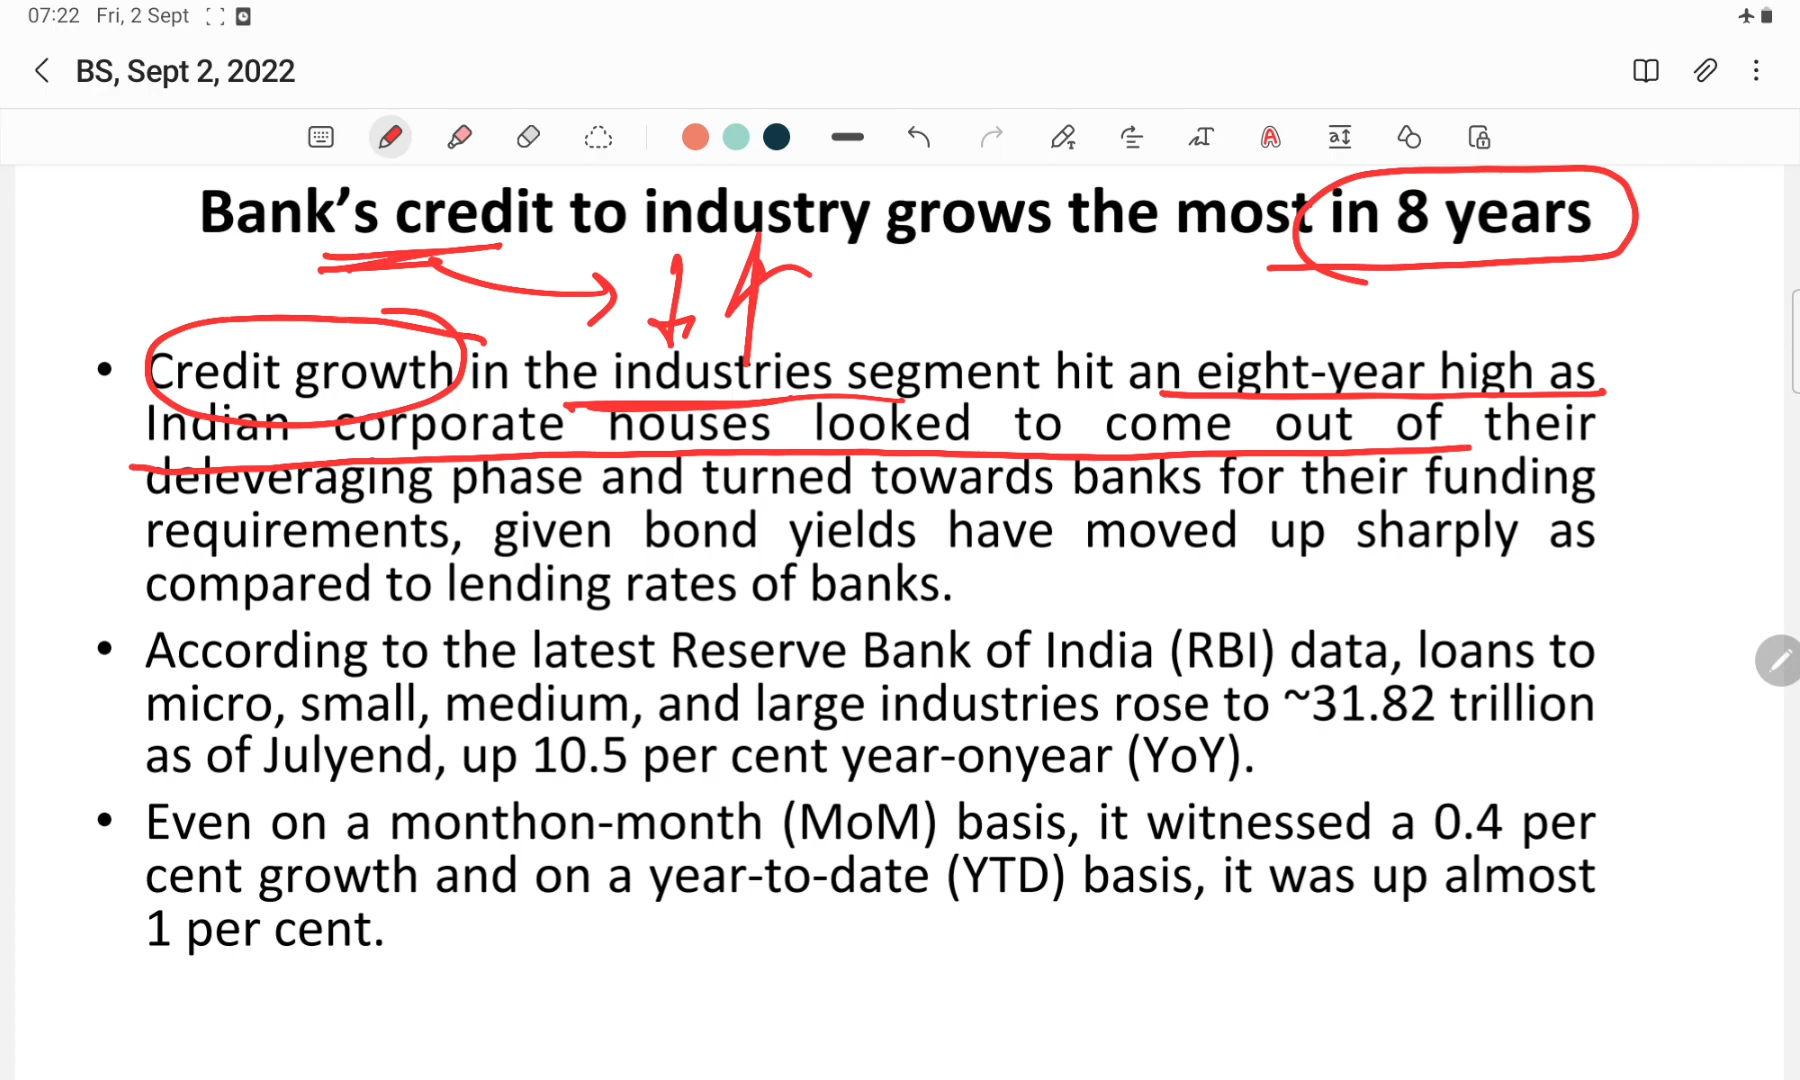 07:22 Fri, 2 Sept
BS, Sept 2, 2022
Bank's credit to industry grows the most in 8 years
• Credit growth in the industries segment hit an eight-year high as
Indian corporate houses looked to come out of their
deleveraging phase and turned towards banks for their funding
requirements, given bond yields have moved up sharply as
compared to lending rates of banks.
• According to the latest Reserve Bank of India (RBI) data, loans to
micro, small, medium, and large industries rose to ~31.82 trillion
as of Julyend, up 10.5 per cent year-onyear (YoY).
• Even on a monthon-month (MoM) basis, it witnessed a 0.4 per
cent growth and on a year-to-date (YTD) basis, it was up almost
1 per cent.